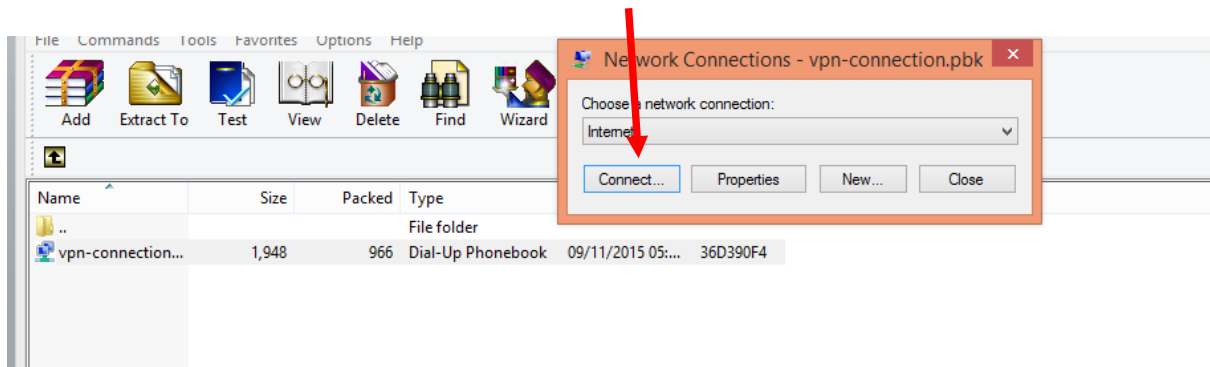 File Commands Tools Favorites Options Help
Add Extract To Test View Delete Find Wizard
Name Size Packed Type
.. File folder
vpn-connection... 1,948 966 Dial-Up Phonebook 09/11/2015 05:... 36D390F4
Network Connections - vpn-connection.pbk
Choose a network connection:
Internet
Connect... Properties New... Close